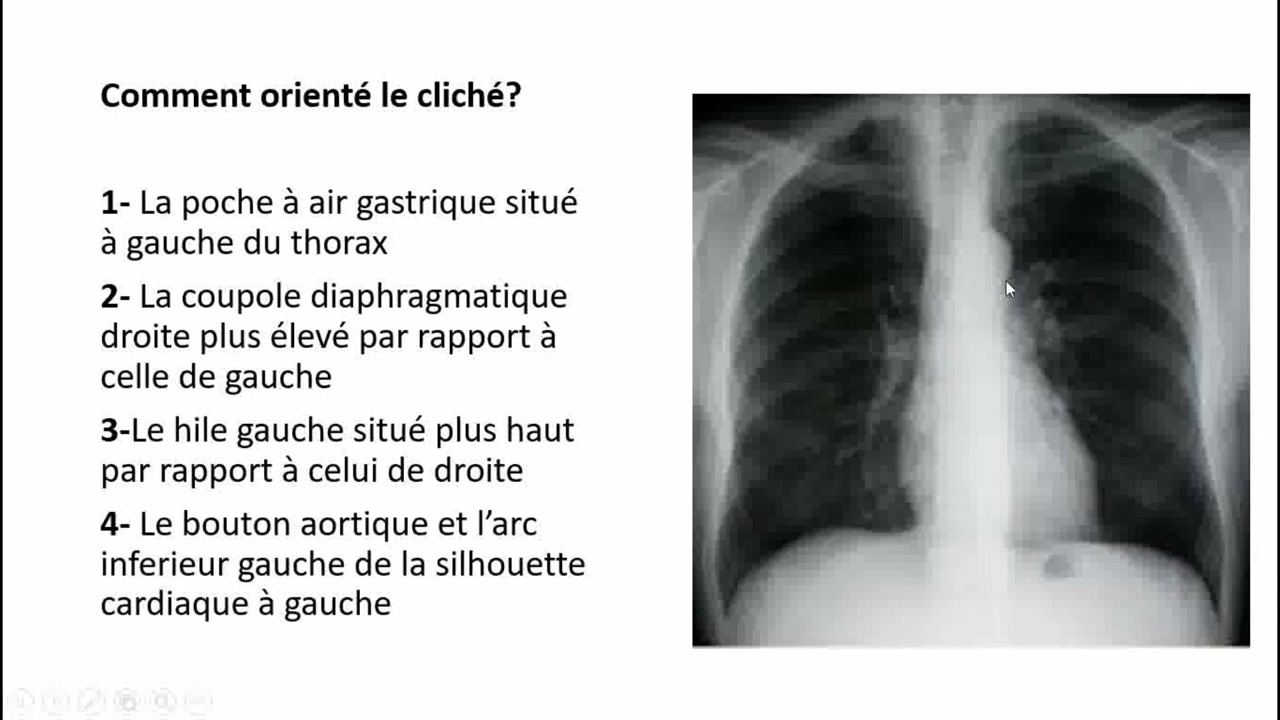 Comment orienté le cliché?
1- La poche à air gastrique situé
à gauche du thorax
2- La coupole diaphragmatique
droite plus élevé par rapport à
celle de gauche
3-Le hile gauche situé plus haut
par rapport à celui de droite
4- Le bouton aortique et l’arc
inferieur gauche de la silhouette
cardiaque à gauche